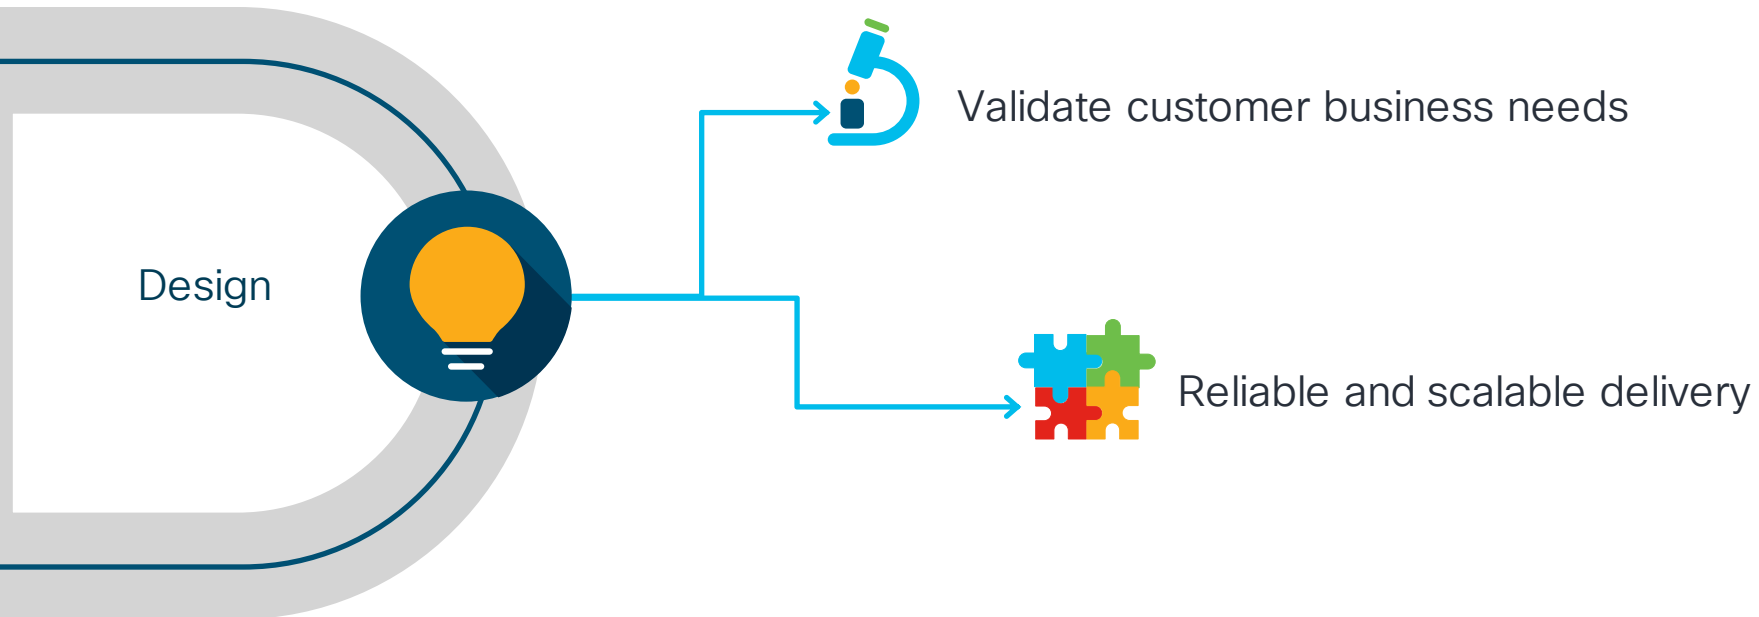 Validate customer business needs
Design
Reliable and scalable delivery